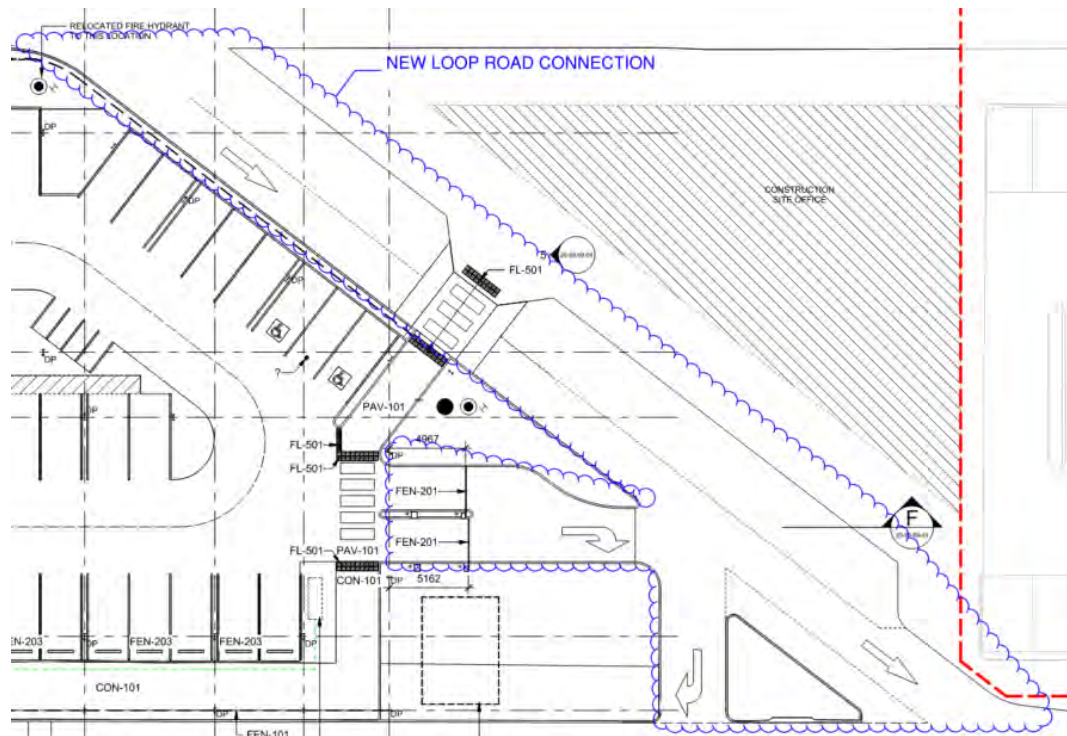 RELOCATED FIRE HYDRANT
TO THIS LOCATION
H
NEW LOOP ROAD CONNECTION
DP
CONSTRUCTION
SITE OFFICE
DP
5
FL-501
DP
DP
?
PAV-101
H
FL-501
4967
FL-501
DP
FEN-201
FEN-201
F
FL-501
PAV-101
CON-101
5162
DP
EN-203
DP
FEN-203
DP
FEN-203
DP
CON-101
DP
DP
FEN-101